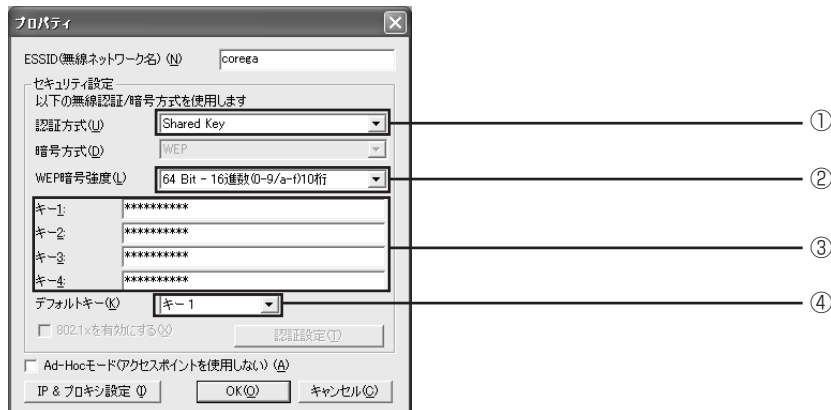 プロパティ
ESSID(無線ネットワーク名) (N) corega
セキュリティ設定
以下の無線認証/暗号方式を使用します
認証方式(U) Shared Key ①
暗号方式(D) WEP
WEP暗号強度(L) 64 Bit - 16進数(0-9/a-f)10桁 ②
キー1: **********
キー2: **********
キー3: ********** ③
キー4: **********
デフォルトキー(K) キー 1 ④
802.1xを有効にする(X) 認証設定(T)
Ad-Hocモード(アクセスポイントを使用しない) (A)
IP & プロキシ設定 (I) OK(O) キャンセル(C)